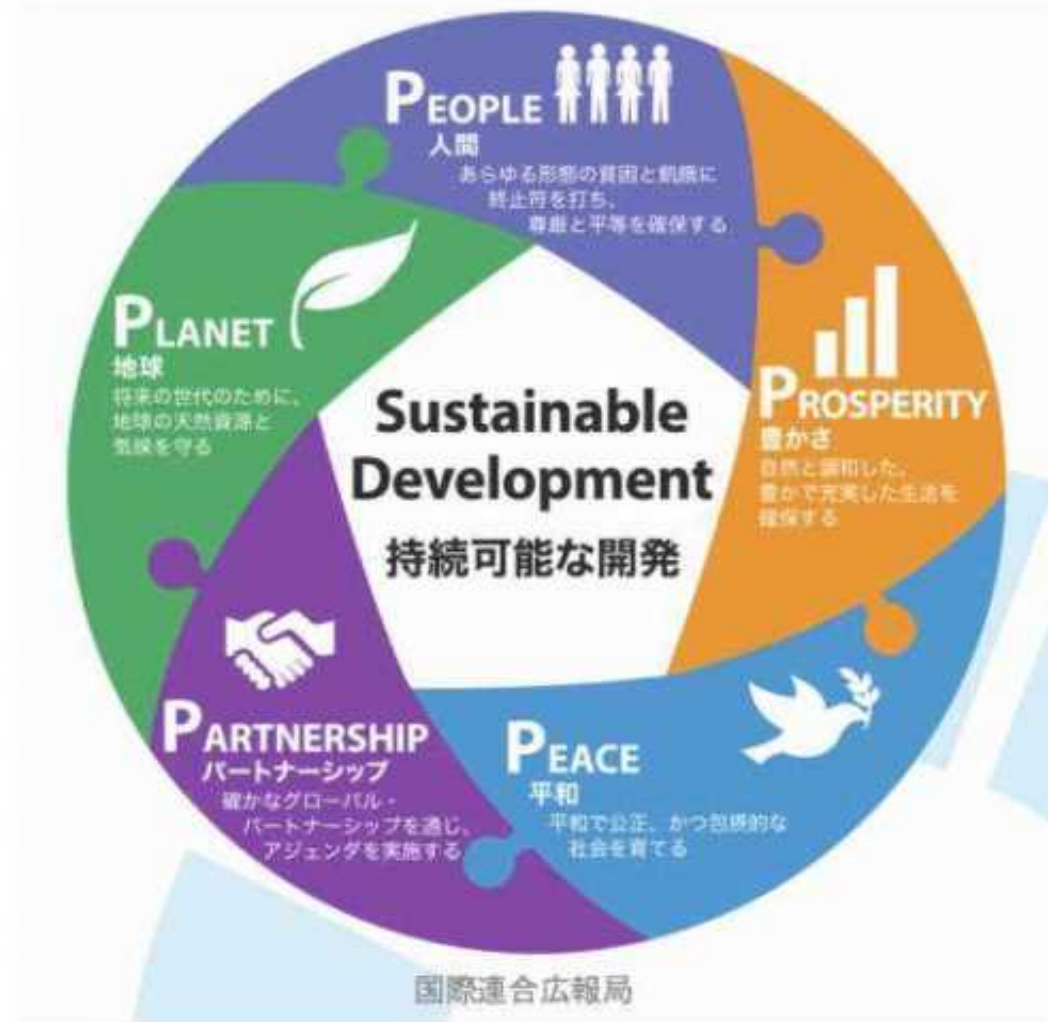 PEOPLE
人間
あらゆる形態の貧困と飢餓に
終止符を打ち、
尊厳と平等を確保する
PROSPERITY
豊かさ
自然と調和した、
豊かで充実した生活を
確保する
PEACE
平和
平和で公正、かつ包摂的な
社会を育てる
PARTNERSHIP
パートナーシップ
確かなグローバル・
パートナーシップを通じ、
アジェンダを実施する
PLANET
地球
将来の世代のために、
地球の天然資源と
気候を守る
Sustainable
Development
持続可能な開発
国際連合広報局